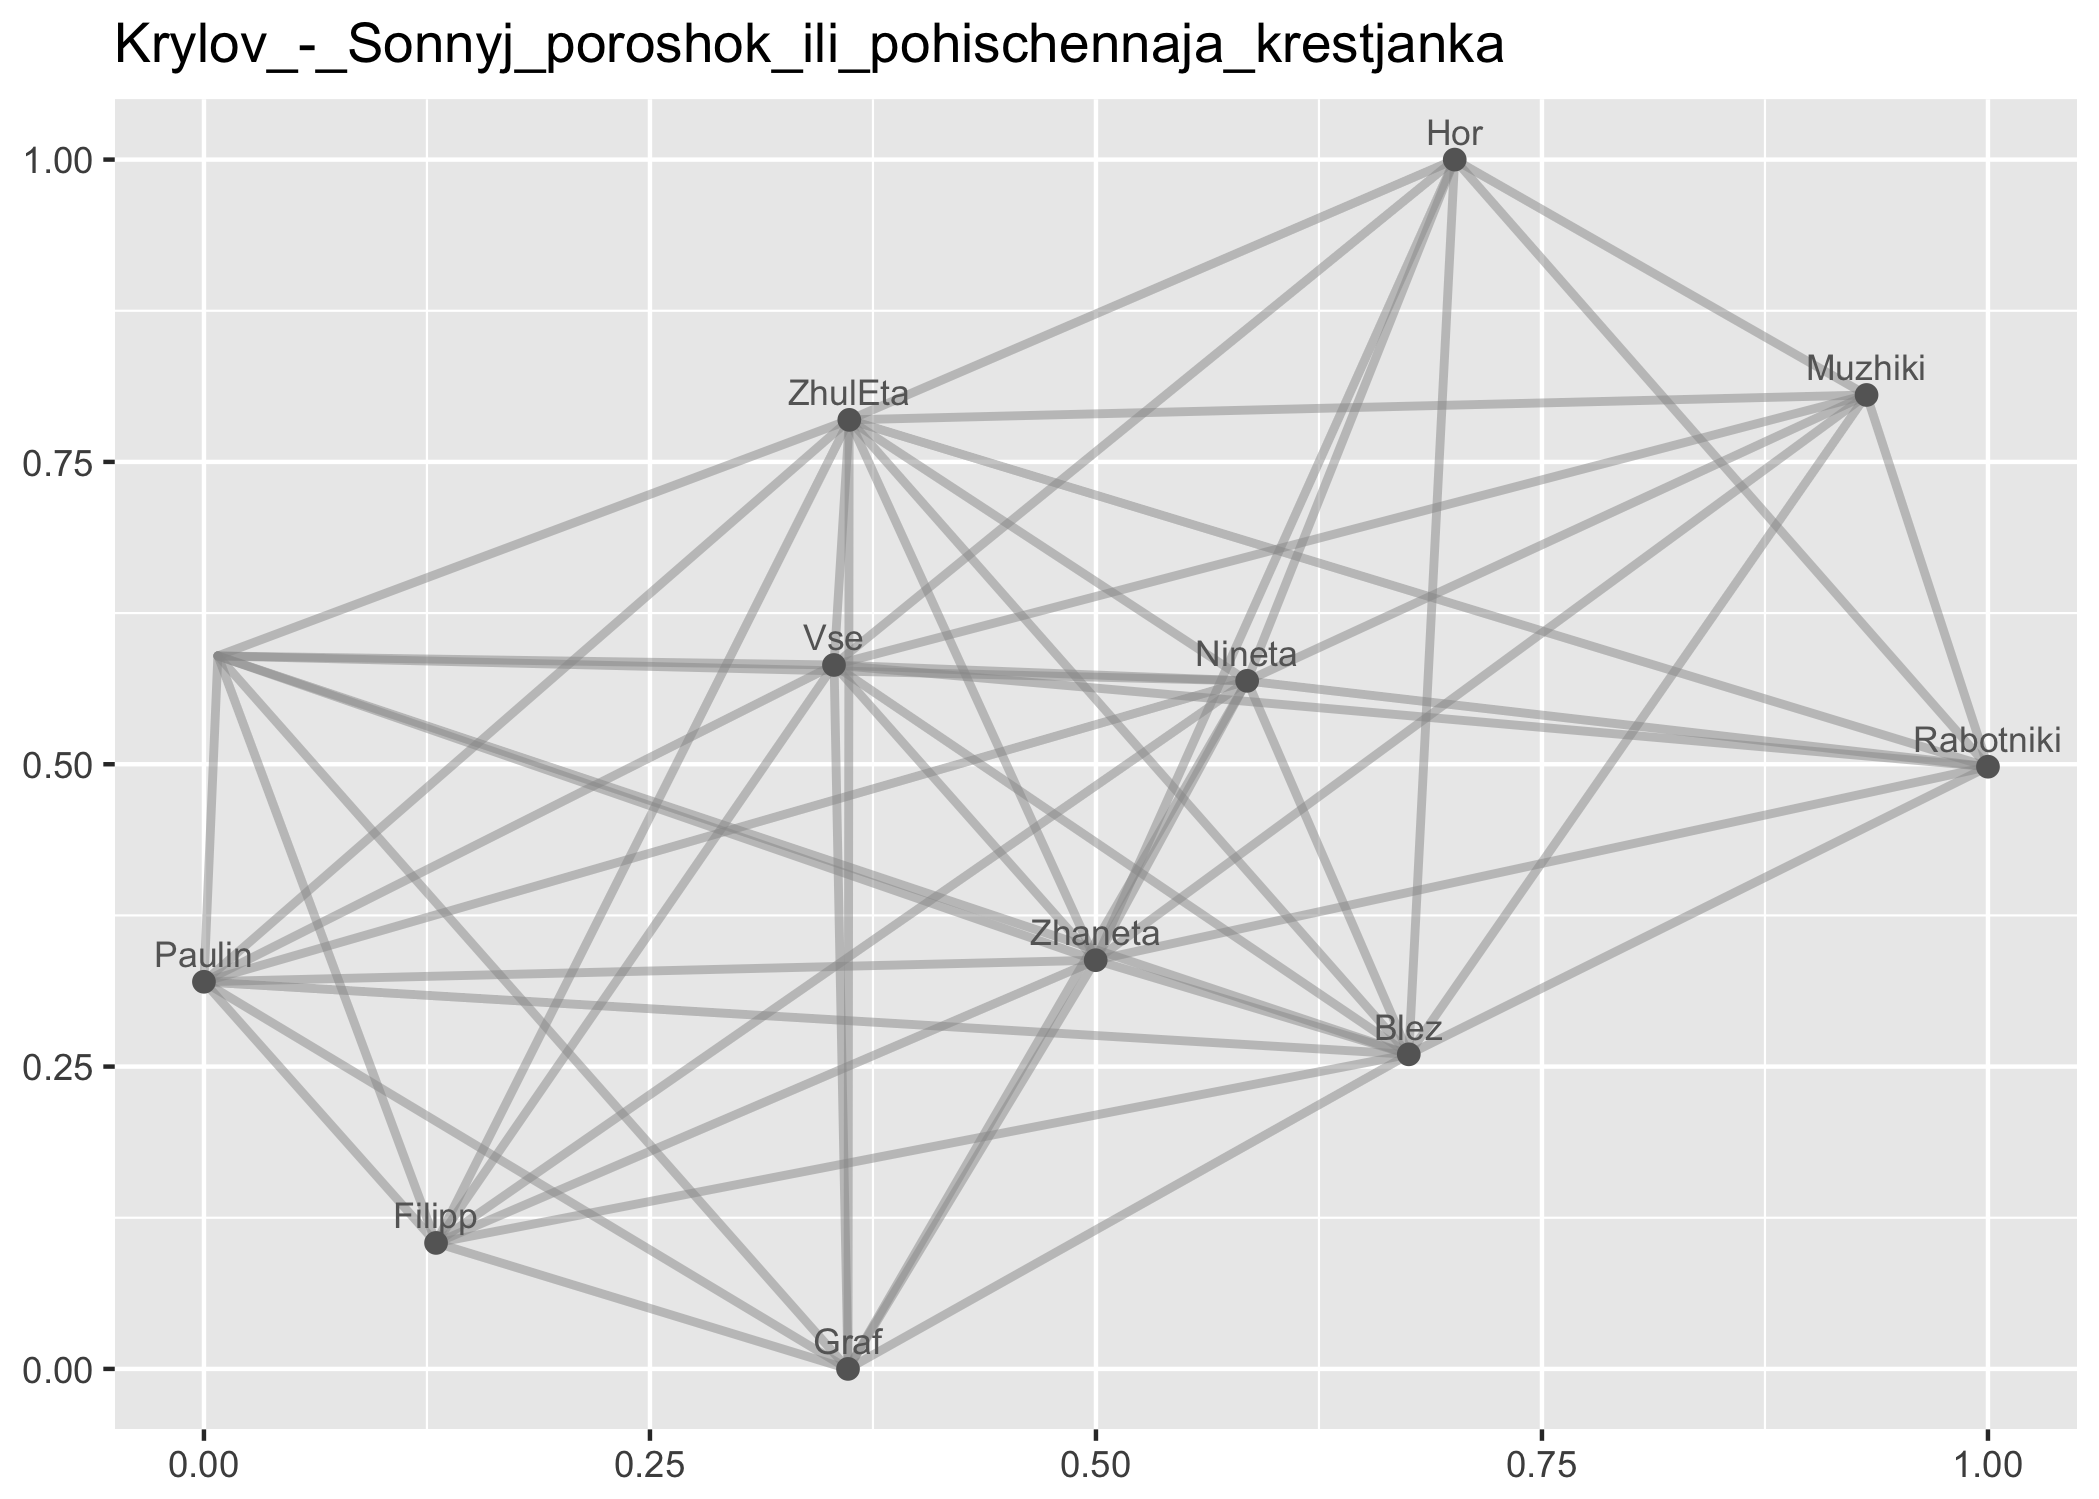 Krylov_-_Sonnyj_poroshok_ili_pohischennaja_krestjanka
Hor
1.00
Muzhiki
ZhulEta
0.75
Vse
Nineta
Rabotniki
0.50
Zhaneta
Paulin
Blez
0.25
Filipp
Graf
0.00
0.00 0.25 0.50 0.75 1.00